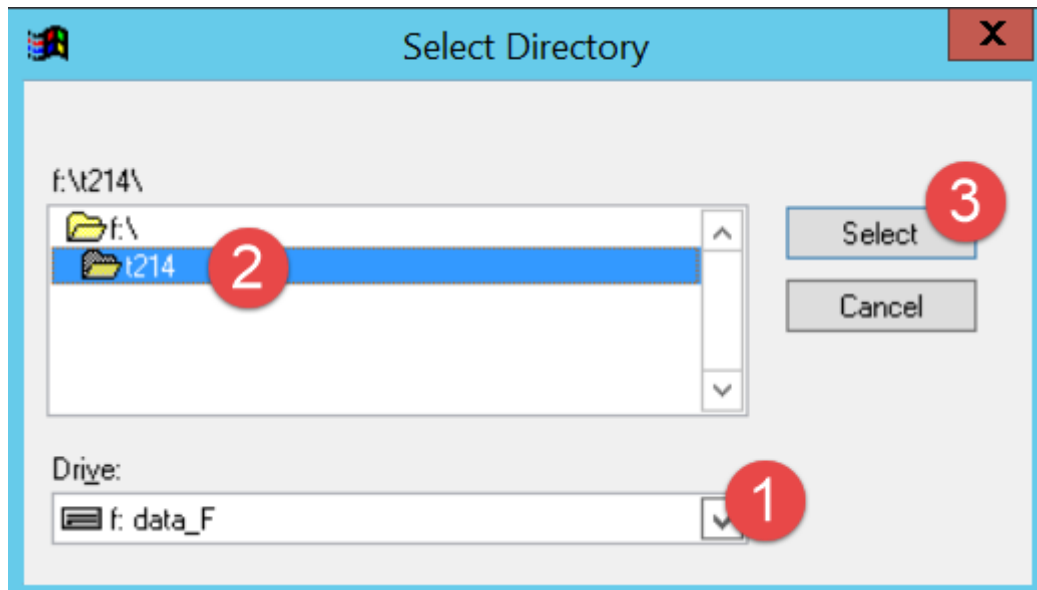 Select Directory
X
f:\t214\
f:\
t214
2
Select
3
Cancel
Drive:
f: data_F
1